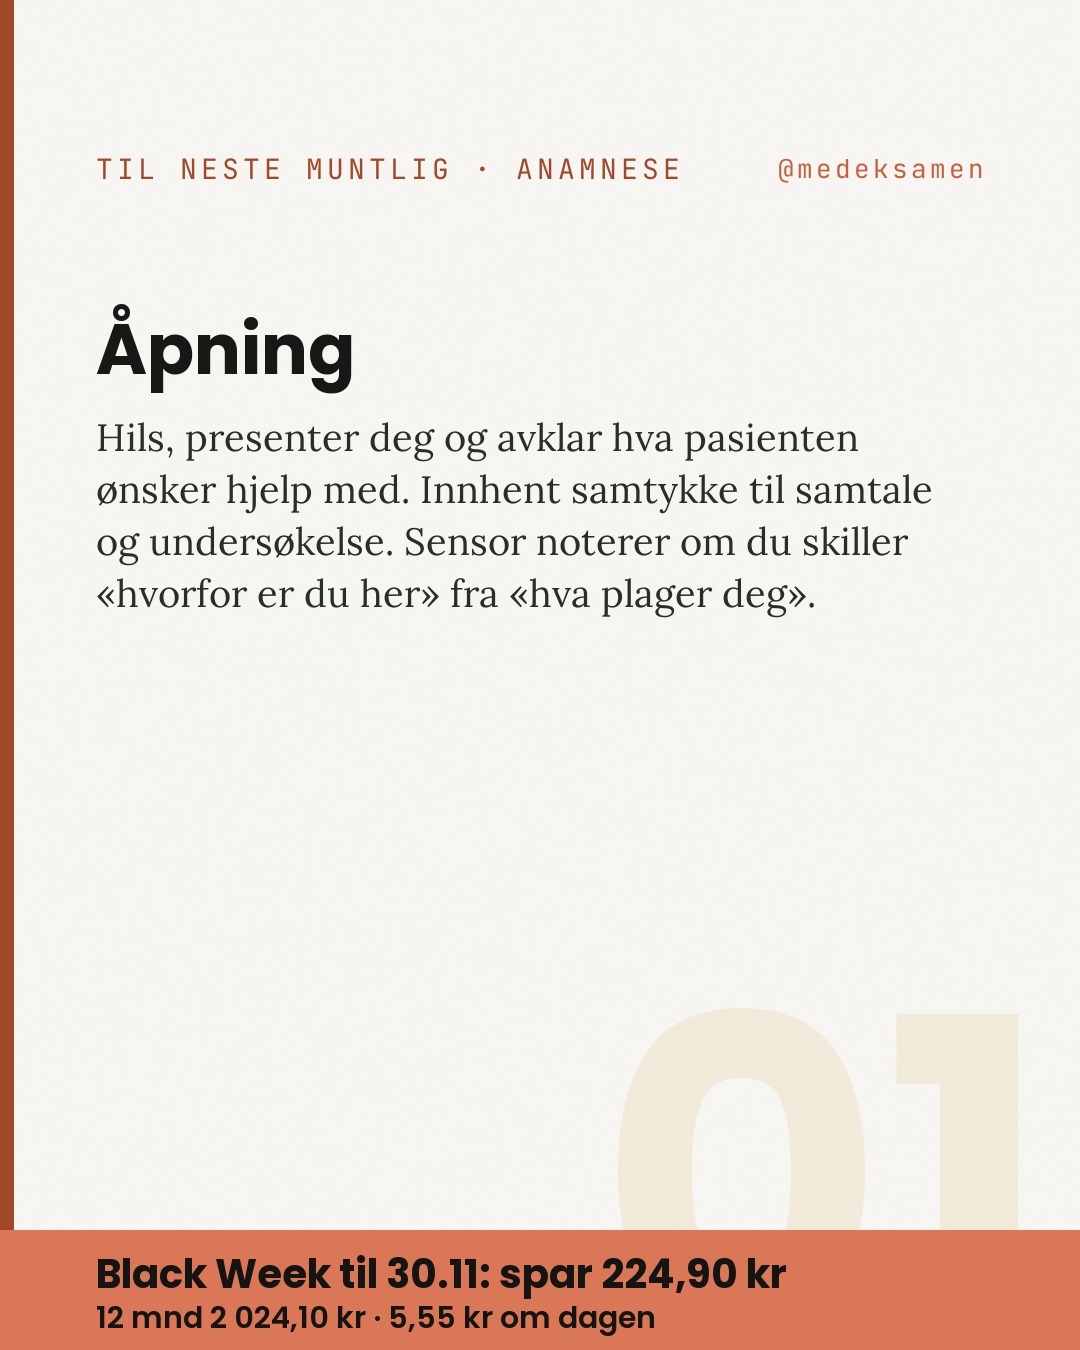 TIL NESTE MUNTLIG · ANAMNESE
@medeksamen
Åpning
Hils, presenter deg og avklar hva pasienten
ønsker hjelp med. Innhent samtykke til samtale
og undersøkelse. Sensor noterer om du skiller
«hvorfor er du her» fra «hva plager deg».
01
Black Week til 30.11: spar 224,90 kr
12 mnd 2 024,10 kr · 5,55 kr om dagen